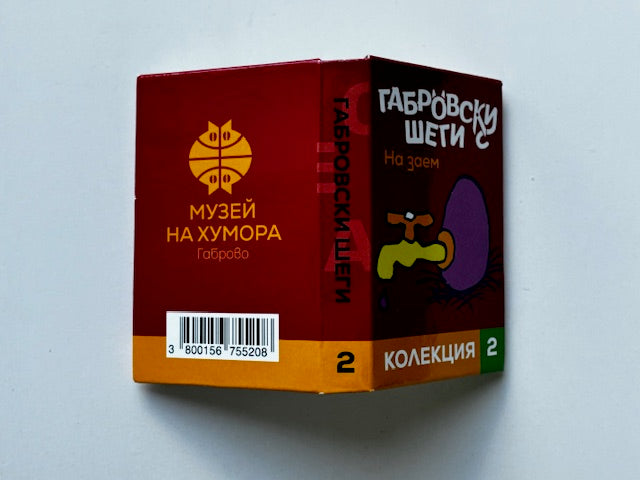 МУЗЕЙ
НА ХУМОРА
Габрово
3 800156 755208
ГАБРОВСКИ ШЕГИ
2
ГАБРОВСКИ
ШЕГИ
На заем
КОЛЕКЦИЯ 2